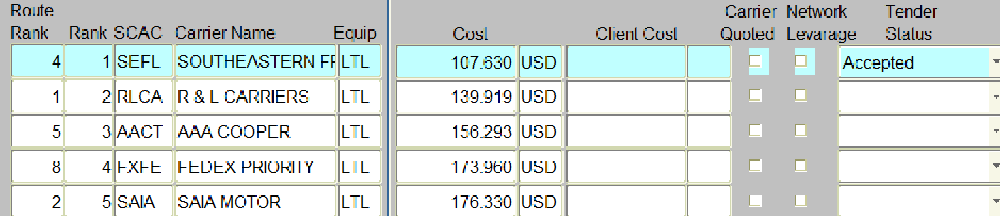 Route Carrier Network Tender
Rank Rank SCAC Carrier Name Equip Cost Client Cost Quoted Levarage Status
4 1 SEFL SOUTHEASTERN FF LTL 107.630 USD Accepted
1 2 RLCA R & L CARRIERS LTL 139.919 USD
5 3 AACT AAA COOPER LTL 156.293 USD
8 4 FXFE FEDEX PRIORITY LTL 173.960 USD
2 5 SAIA SAIA MOTOR LTL 176.330 USD